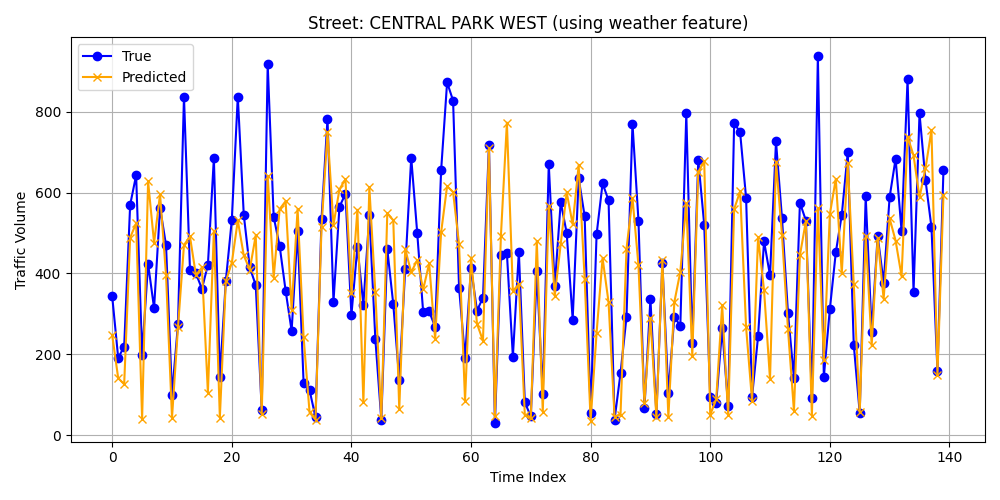 Street: CENTRAL PARK WEST (using weather feature)
True
Predicted
Traffic Volume
800
600
400
200
0
0 20 40 60 80 100 120 140
Time Index